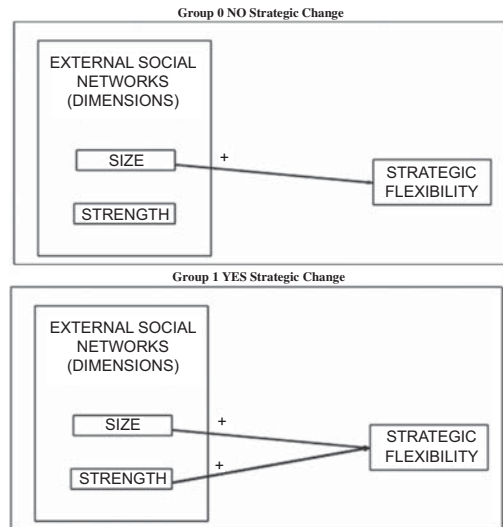 Group 0 NO Strategic Change
EXTERNAL SOCIAL
NETWORKS
(DIMENSIONS)
SIZE
+
STRATEGIC
FLEXIBILITY
STRENGTH
Group 1 YES Strategic Change
EXTERNAL SOCIAL
NETWORKS
(DIMENSIONS)
SIZE
+
STRATEGIC
FLEXIBILITY
+
STRENGTH